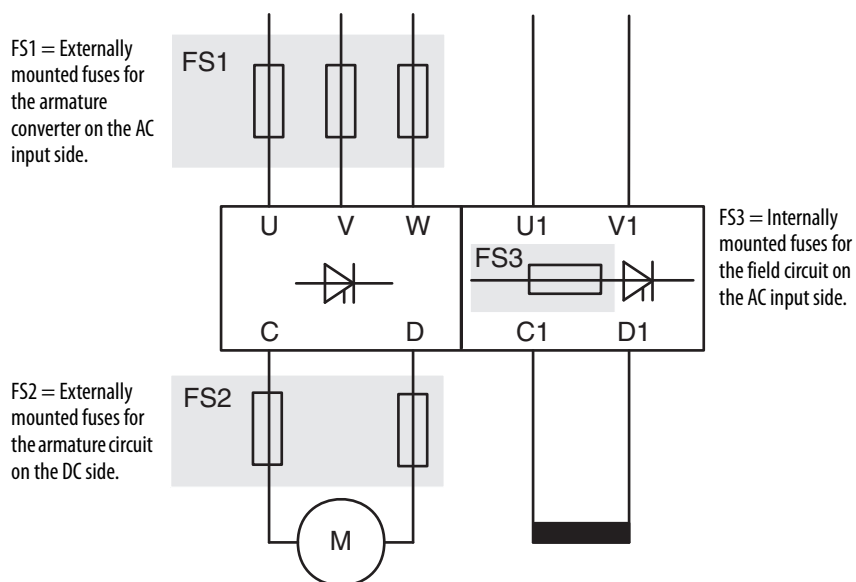 FS1 = Externally
mounted fuses for
the armature
converter on the AC
input side.
FS1
U
V
W
U1
V1
FS3
C
D
C1
D1
FS3 = Internally
mounted fuses for
the field circuit on
the AC input side.
FS2 = Externally
mounted fuses for
the armature circuit
on the DC side.
FS2
M